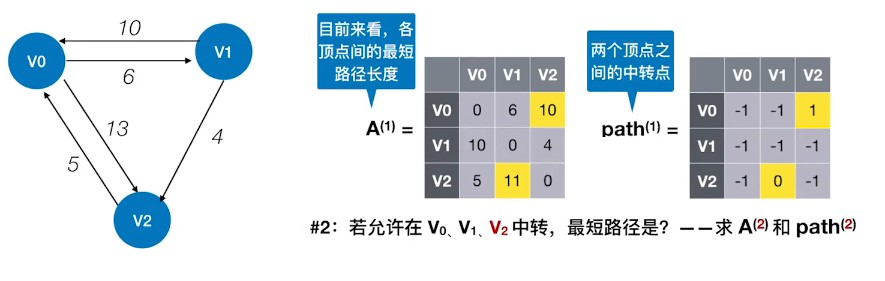 10
V0
V1
6
13
4
5
V2
目前来看，各
顶点间的最短
路径长度
A(1) =
V0 V1 V2
V0 0 6 10
V1 10 0 4
V2 5 11 0
两个顶点之
间的中转点
path(1) =
V0 V1 V2
V0 -1 -1 1
V1 -1 -1 -1
V2 -1 0 -1
#2：若允许在 V0、V1、V2 中转，最短路径是？——求 A(2) 和 path(2)